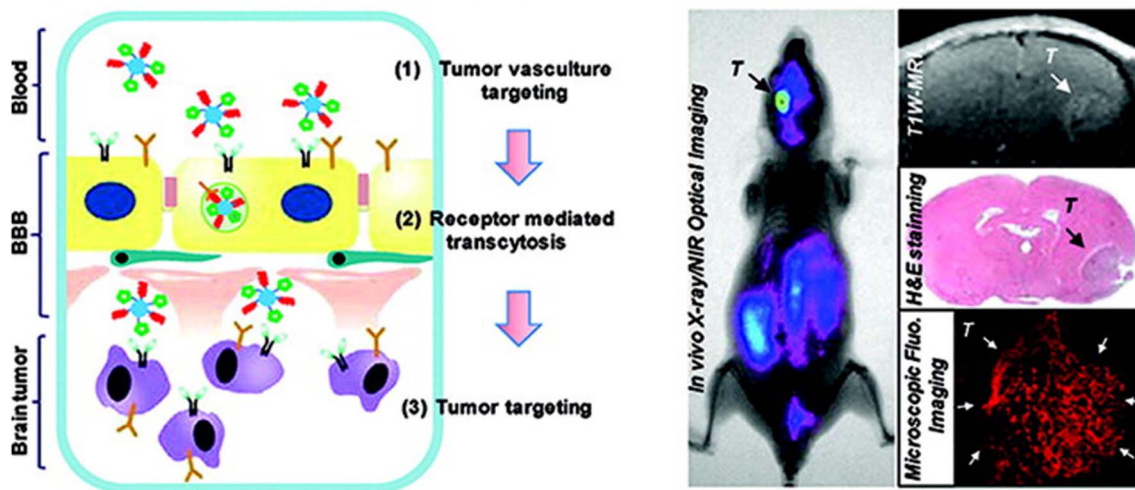 Blood
BBB
Brain tumor
(1) Tumor vasculature
targeting
(2) Receptor mediated
transcytosis
(3) Tumor targeting
In vivo X-ray/NIR Optical Imaging
T
T1W-MRI
T
H&E stainning
T
Microscopic Fluo.
Imaging
T